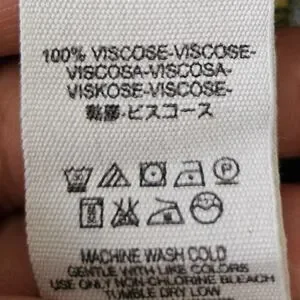 100% VISCOSE-VISCOSE-
VISCOSA-VISCOSA-
VISKOSE-VISCOSE-
黏膠·ビスコース
MACHINE WASH COLD
GENTLE WITH LIKE COLORS
USE ONLY NON-CHLORINE BLEACH
TUMBLE DRY LOW